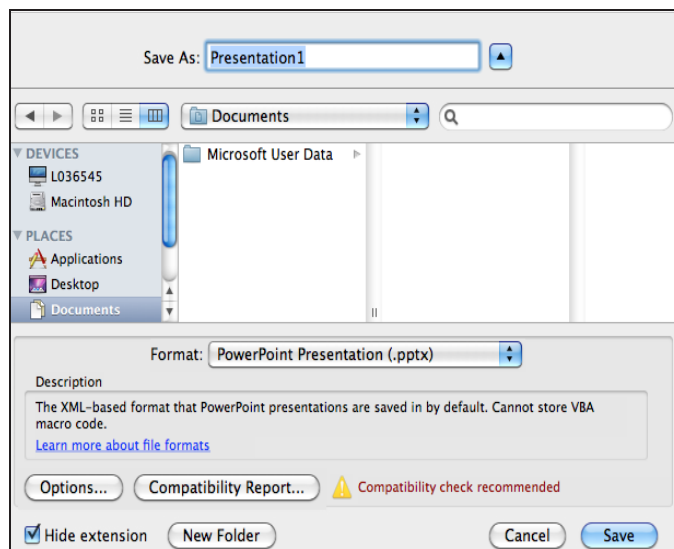 Save As: Presentation1
Documents
DEVICES
Microsoft User Data
L036545
Macintosh HD
PLACES
Applications
Desktop
Documents
Format: PowerPoint Presentation (.pptx)
Description
The XML-based format that PowerPoint presentations are saved in by default. Cannot store VBA
macro code.
Learn more about file formats
Options... Compatibility Report... Compatibility check recommended
Hide extension New Folder Cancel Save